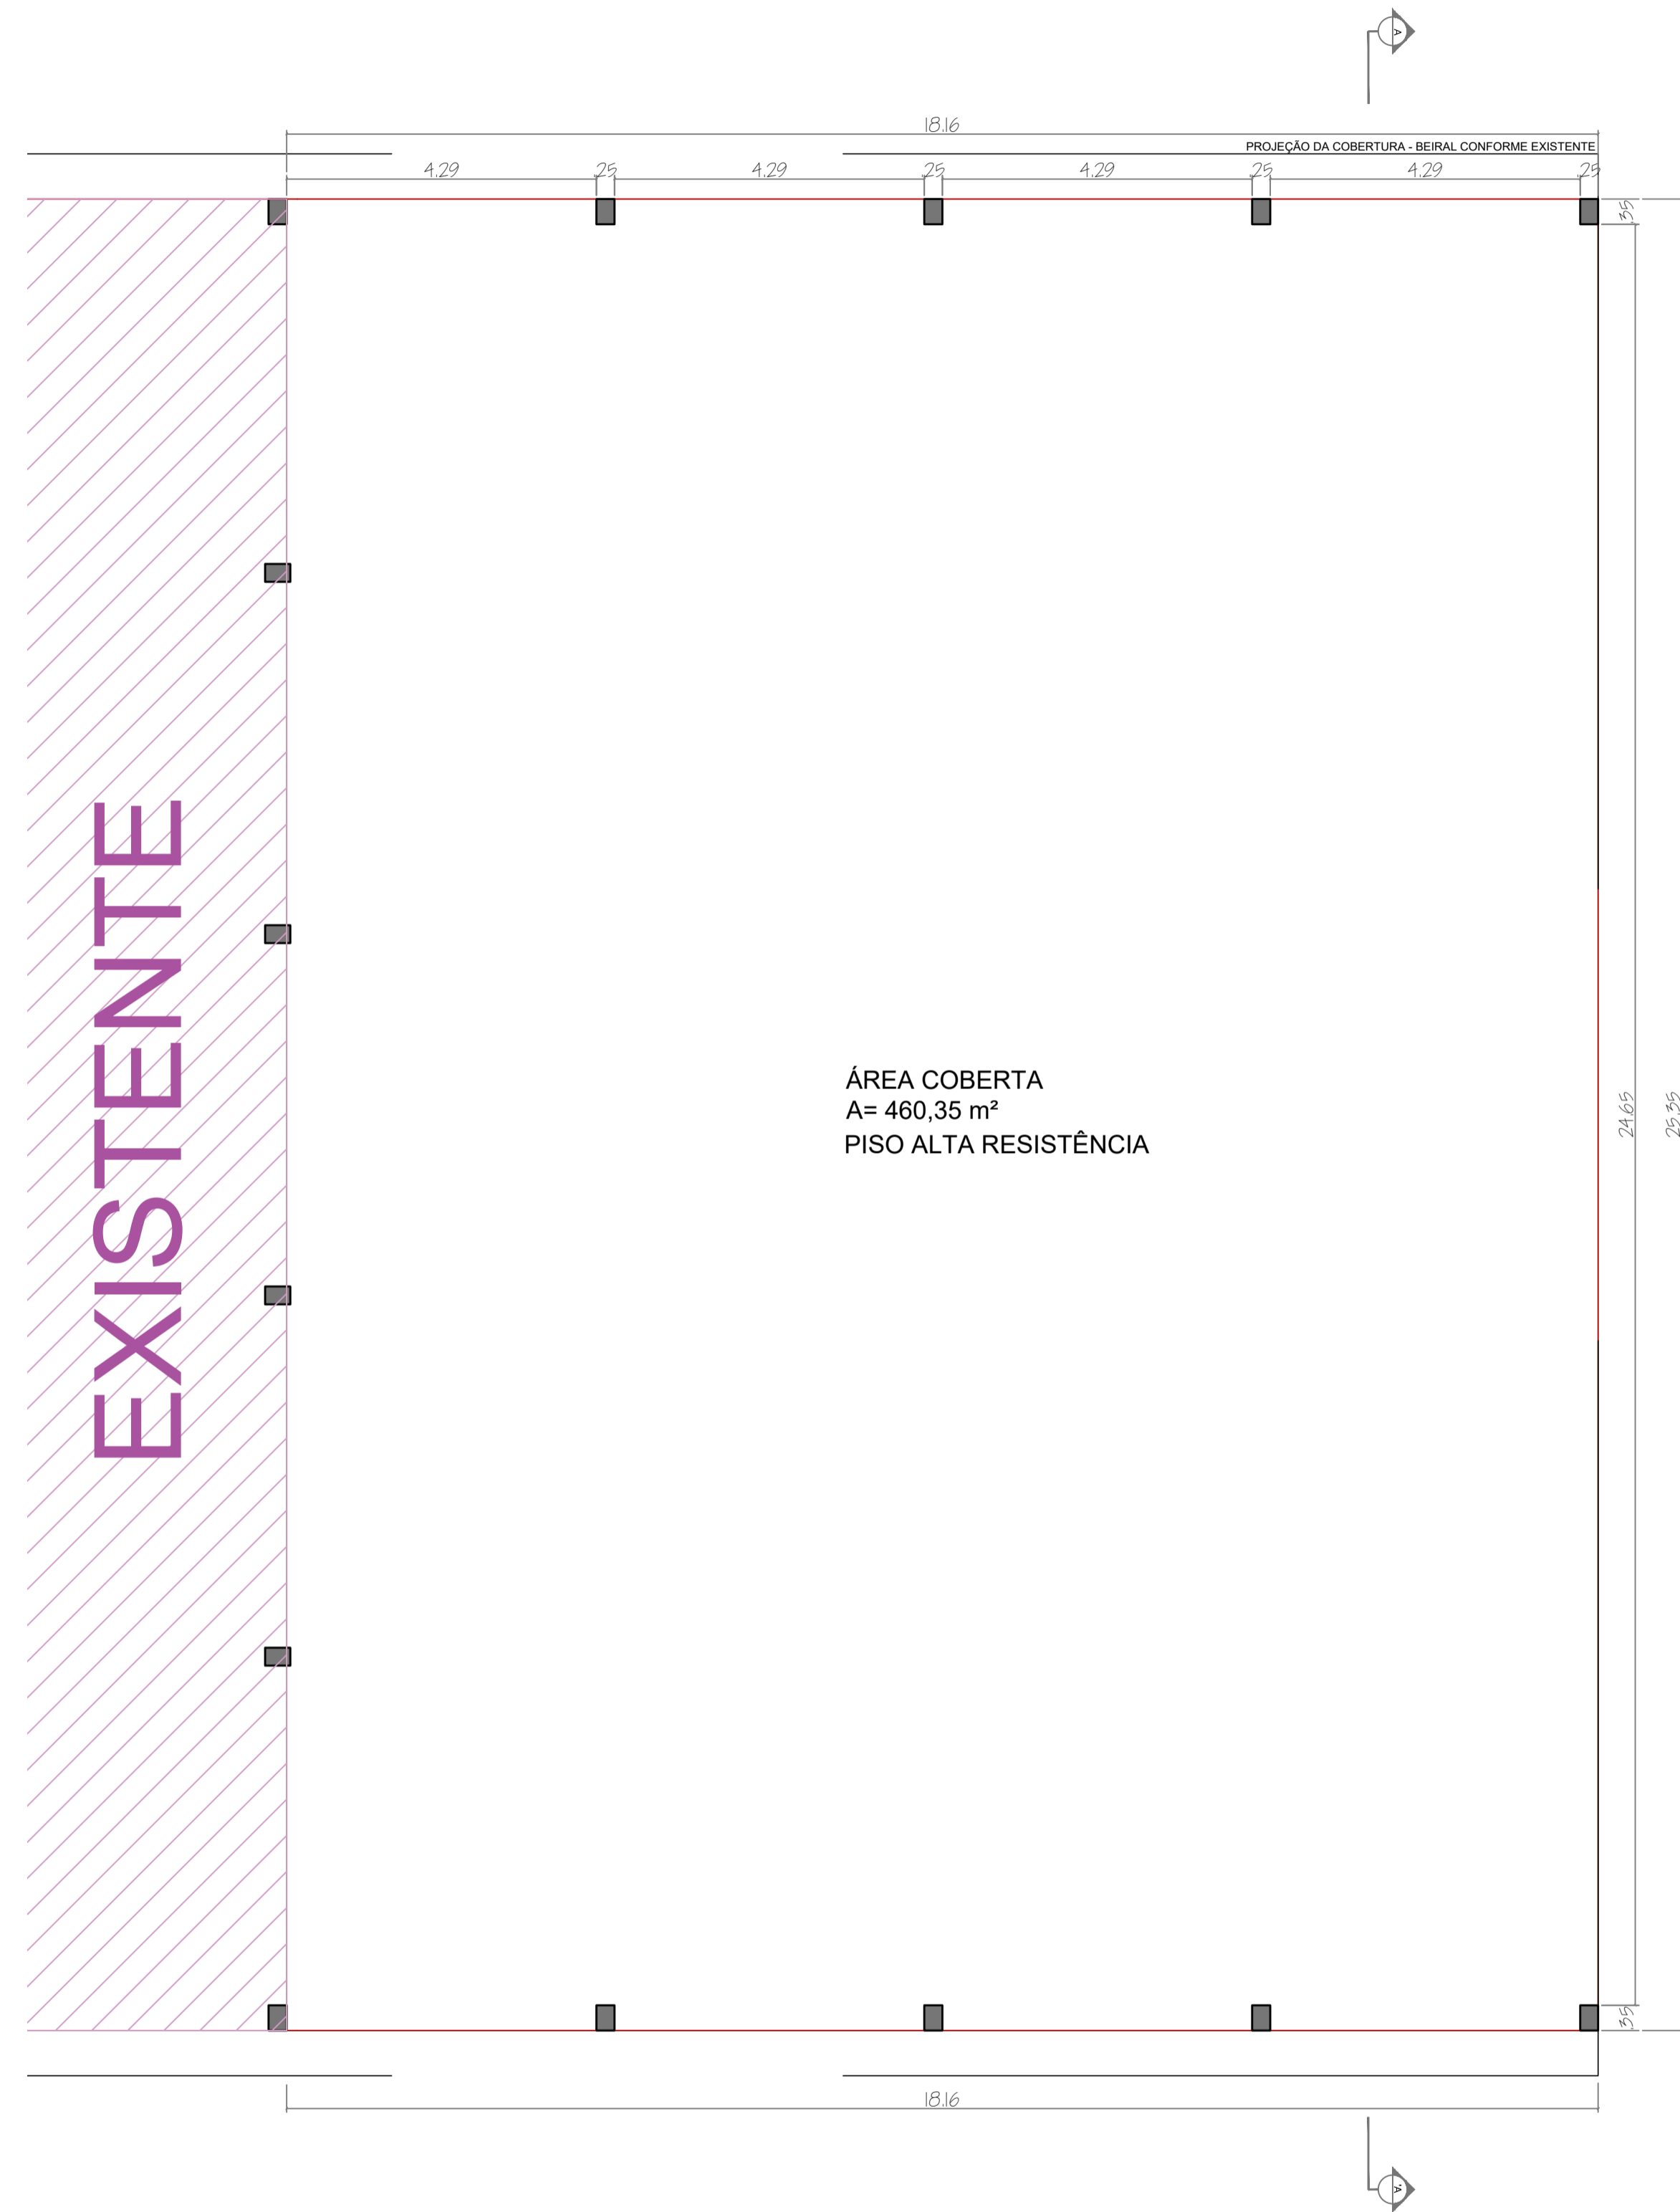 A
18.16
PROJEÇÃO DA COBERTURA - BEIRAL CONFORME EXISTENTE
4.29 .25 4.29 .25 4.29 .25 4.29 .25
.35
EXISTENTE
ÁREA COBERTA
A= 460,35 m²
PISO ALTA RESISTÊNCIA
24.65
25.35
.35
18.16
A'